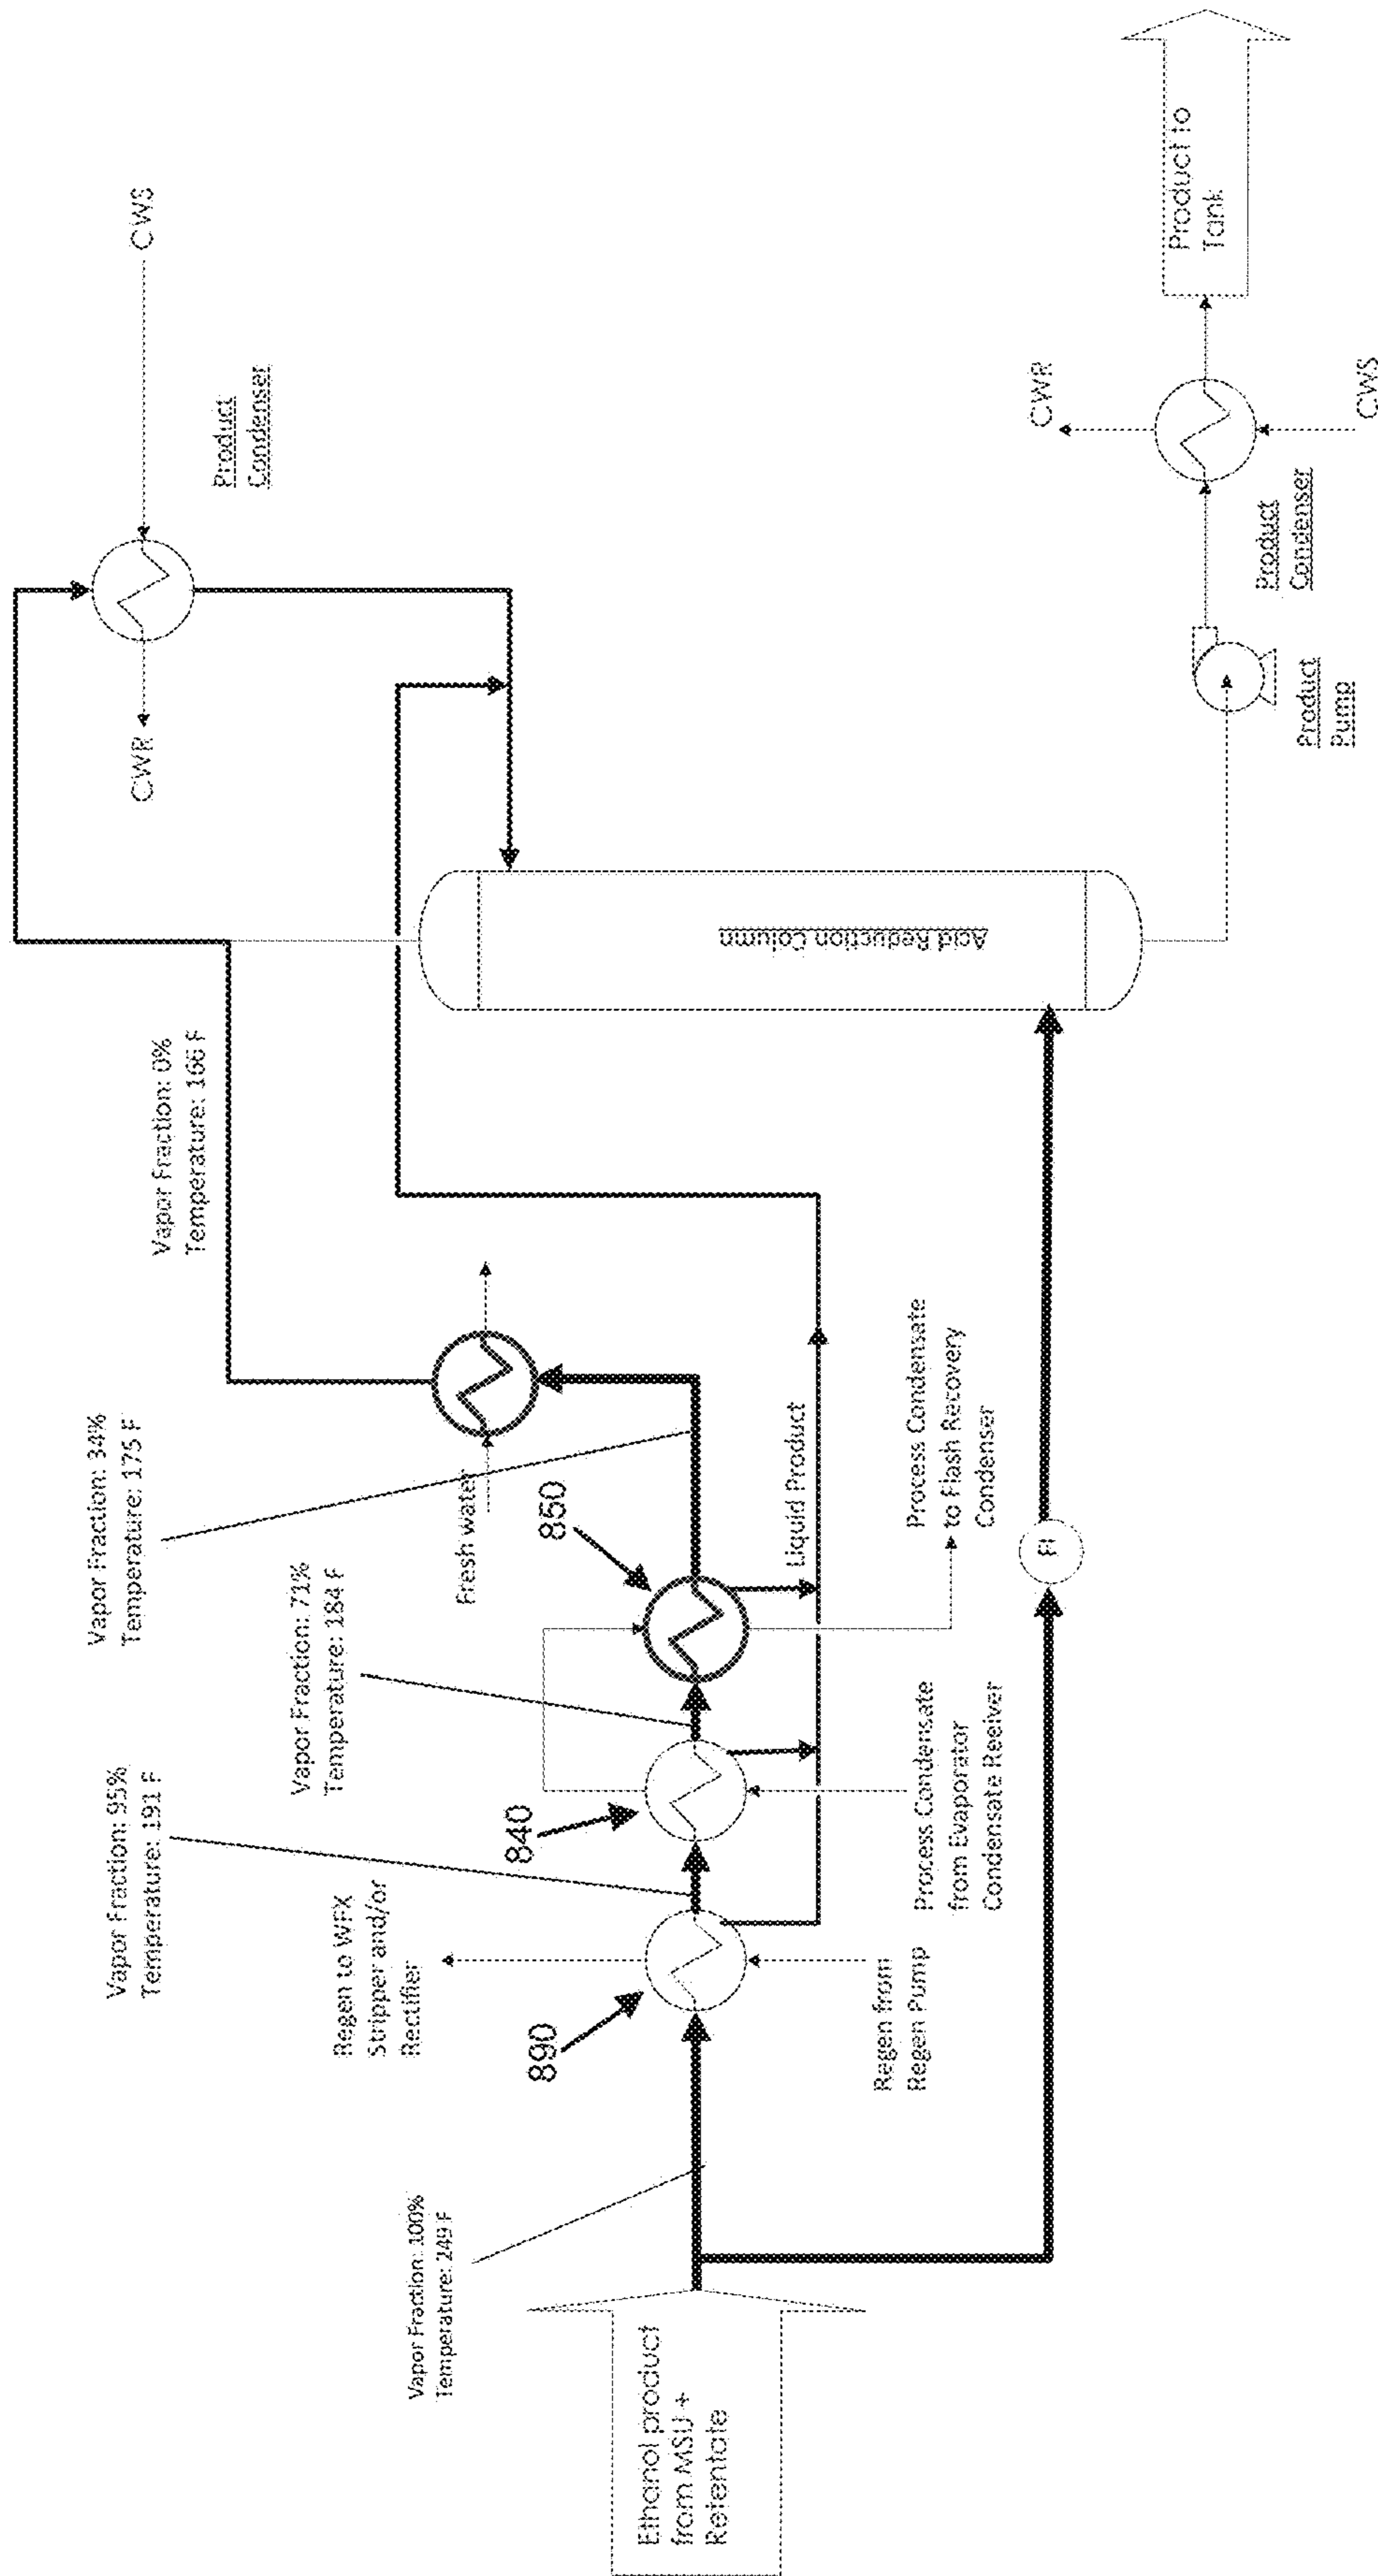 Ethanol product
from MSU +
Retentate
Vapor Fraction: 100%
Temperature: 249 F
890
Regen to WFX
Stripper and/or
Rectifier
Regen from
Regen Pump
Vapor Fraction: 95%
Temperature: 191 F
840
Process Condensate
from Evaporator
Condensate Reeiver
Vapor Fraction: 71%
Temperature: 184 F
850
Vapor Fraction: 34%
Temperature: 175 F
Fresh water
Liquid Product
Process Condensate
to Flash Recovery
Condenser
FI
Vapor Fraction: 0%
Temperature: 166 F
Acid Reduction Column
CWR
CWS
Product
Condenser
Product
Pump
Product
Condenser
CWR
CWS
Product to
Tank